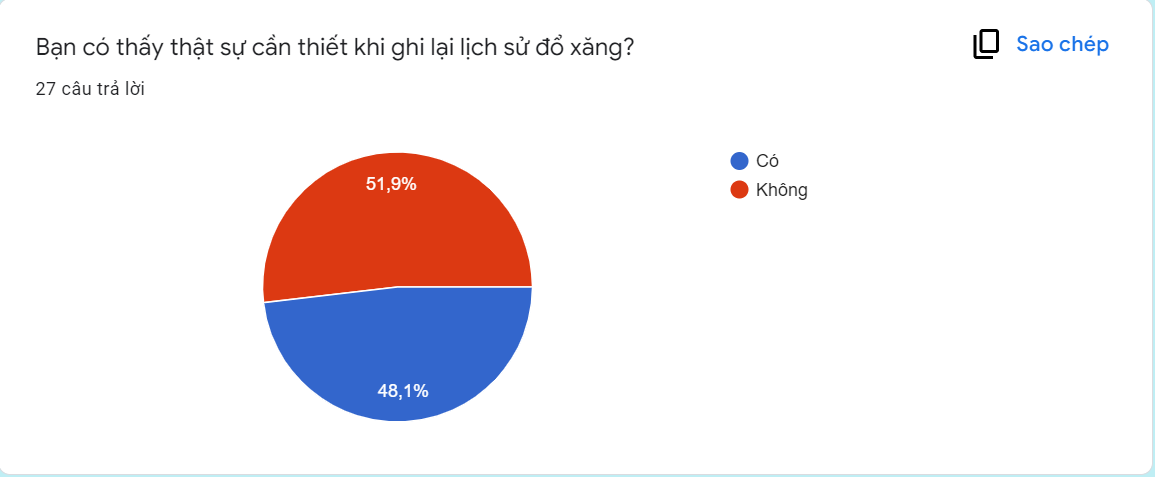 Bạn có thấy thật sự cần thiết khi ghi lại lịch sử đổ xăng?
Sao chép
27 câu trả lời
Có
Không
51,9%
48,1%